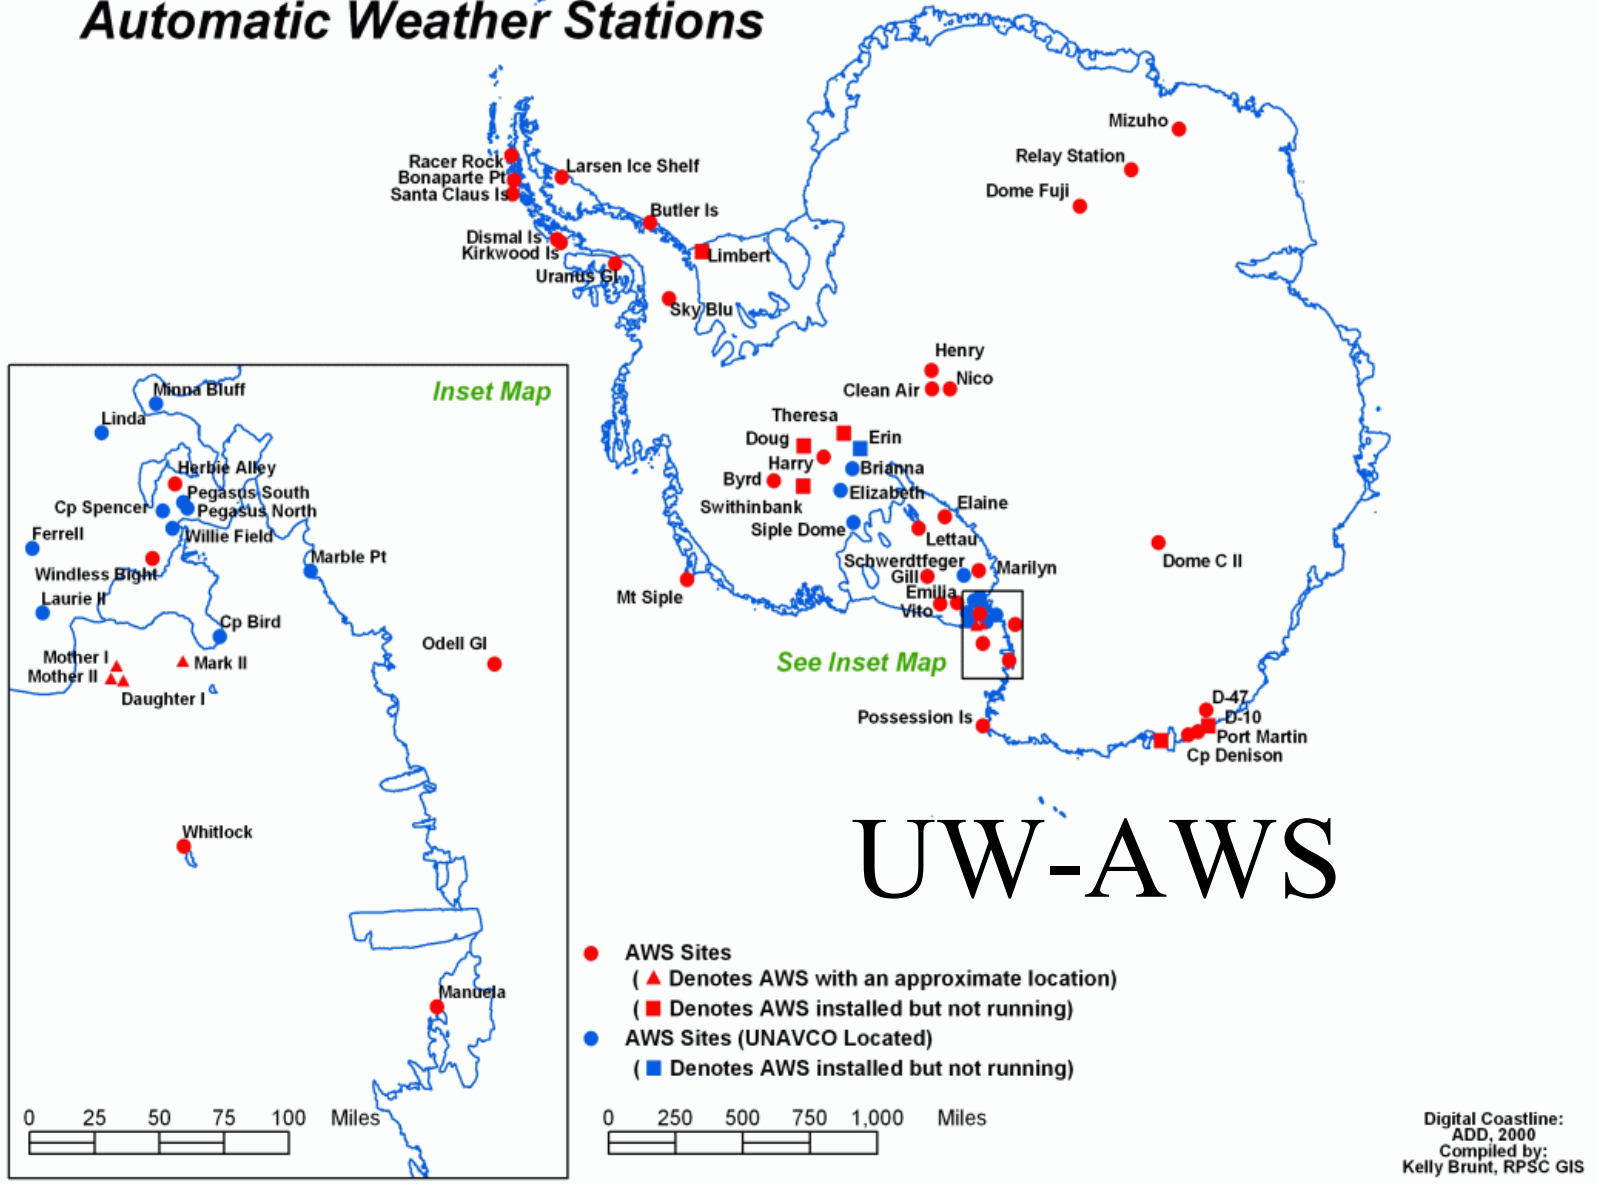 Automatic Weather Stations
Mizuho
Relay Station
Dome Fuji
Racer Rock
Bonaparte Pt
Santa Claus Is
Larsen Ice Shelf
Butler Is
Dismal Is
Kirkwood Is
Limbert
Uranus Gl
Sky Blu
Henry
Nico
Clean Air
Theresa
Doug
Erin
Harry
Brianna
Byrd
Elizabeth
Swithinbank
Elaine
Siple Dome
Lettau
Schwerdtfeger
Marilyn
Gill
Emilia
Vito
Mt Siple
Dome C II
See Inset Map
Possession Is
D-47
D-10
Port Martin
Cp Denison
Inset Map
Minna Bluff
Linda
Herbie Alley
Pegasus South
Cp Spencer
Pegasus North
Ferrell
Willie Field
Marble Pt
Windless Bight
Laurie II
Cp Bird
Odell Gl
Mother I
Mark II
Mother II
Daughter I
Whitlock
Manuela
0 25 50 75 100 Miles
UW-AWS
AWS Sites
( Denotes AWS with an approximate location)
( Denotes AWS installed but not running)
AWS Sites (UNAVCO Located)
( Denotes AWS installed but not running)
0 250 500 750 1,000 Miles
Digital Coastline:
ADD, 2000
Compiled by:
Kelly Brunt, RPSC GIS